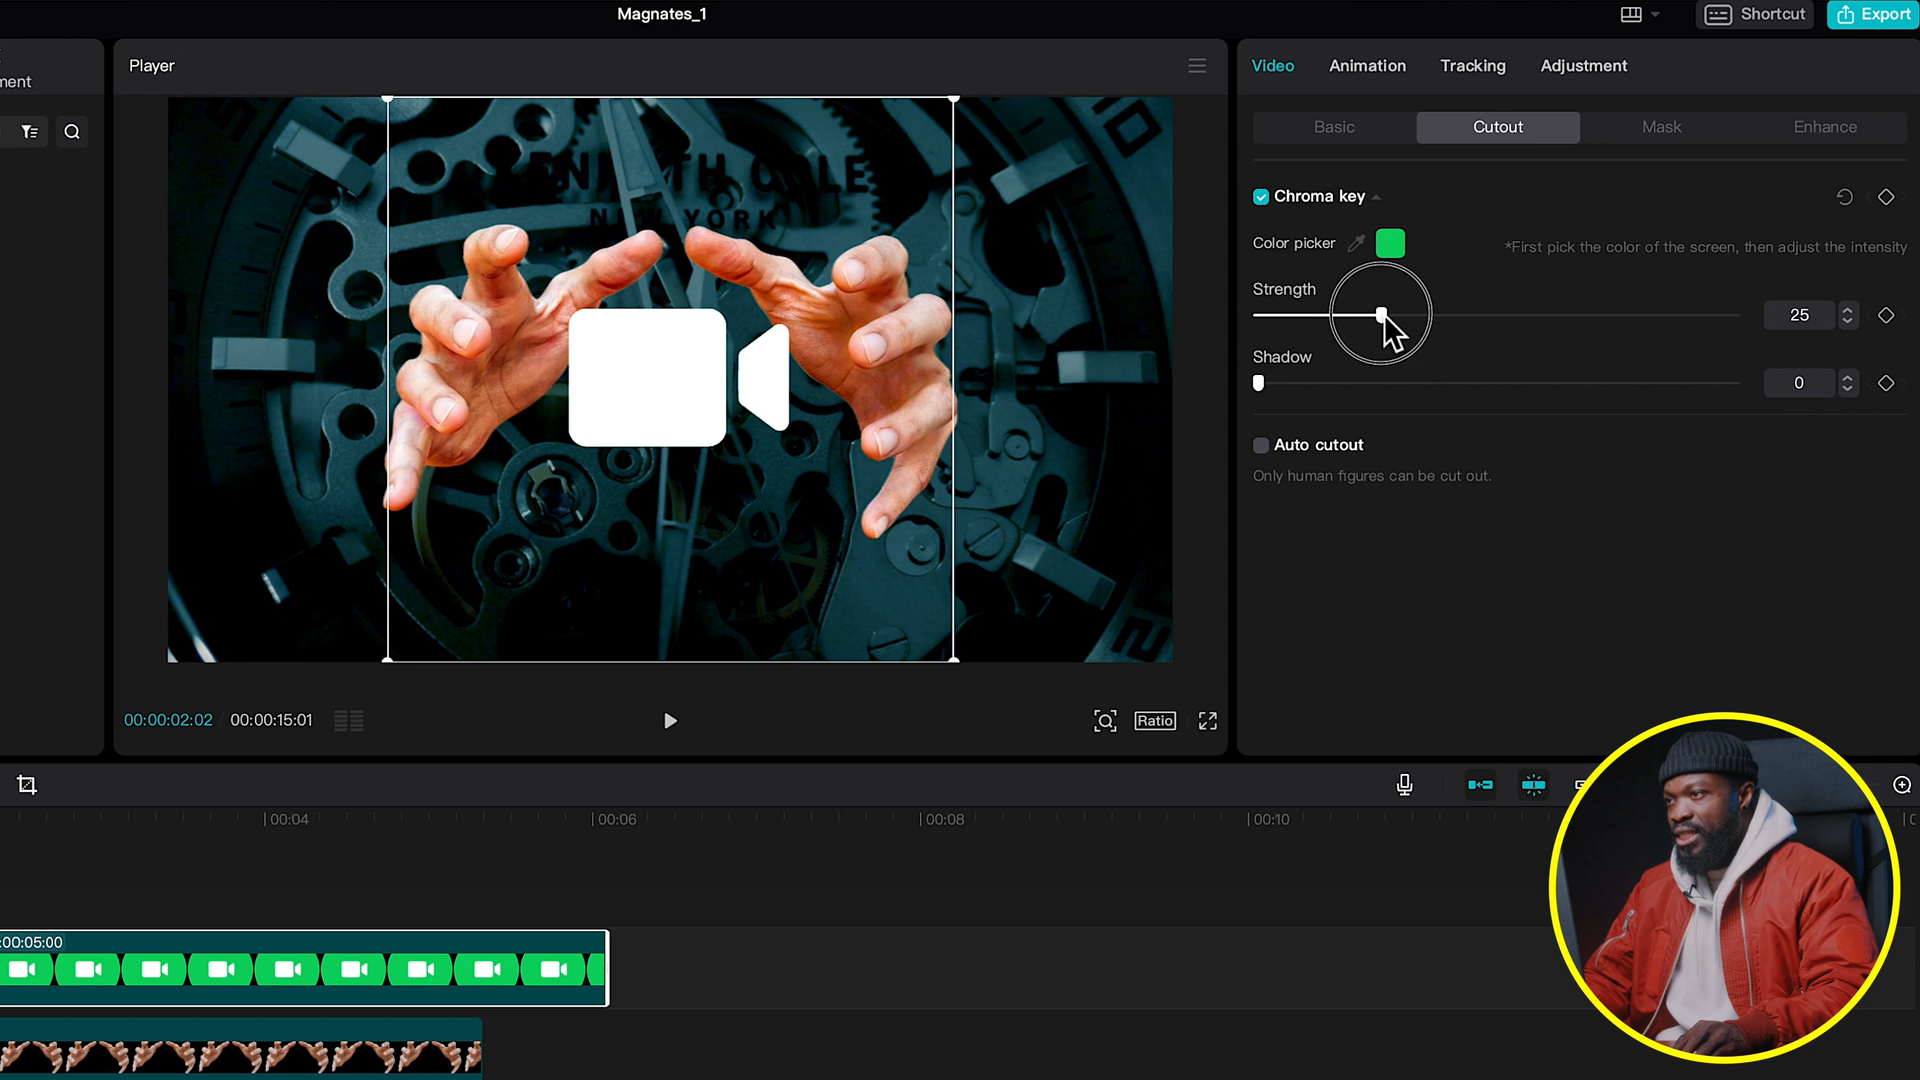 Magnates_1
Shortcut
Export
ment
Player
Video
Animation
Tracking
Adjustment
Basic
Cutout
Mask
Enhance
Chroma key
Color picker
*First pick the color of the screen, then adjust the intensity
Strength
25
Shadow
0
Auto cutout
Only human figures can be cut out.
NEW YORK
00:00:02:02
00:00:15:01
Ratio
00:04
00:06
00:08
00:10
:00:05:00